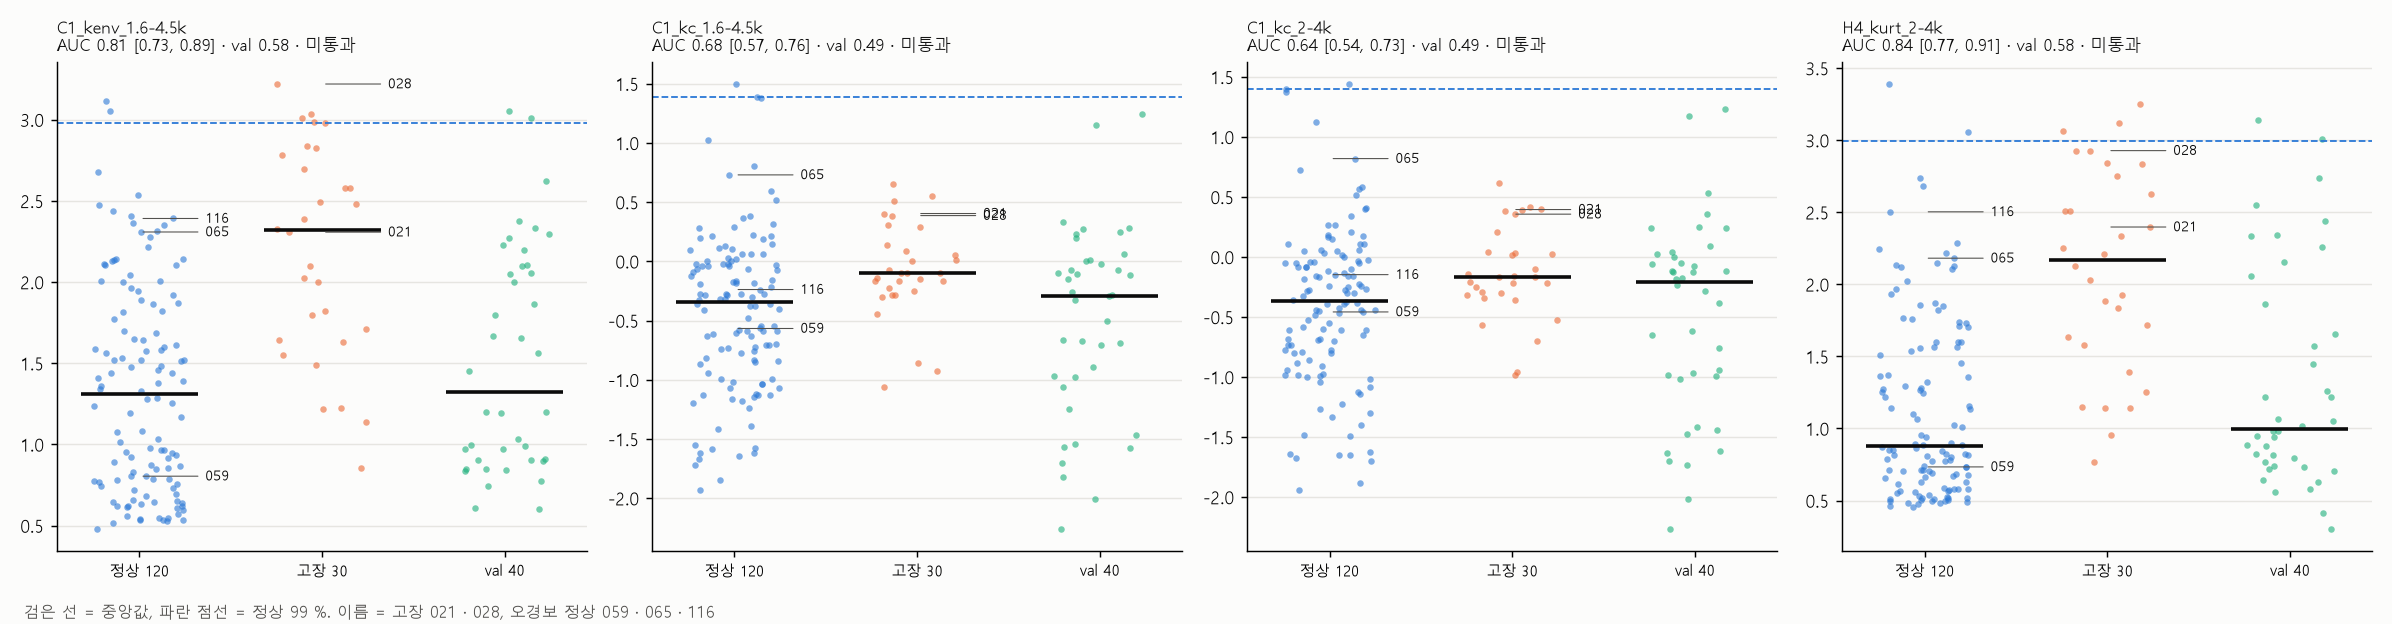 C1_kenv_1.6-4.5k
AUC 0.81 [0.73, 0.89] · val 0.58 · 미통과
3.0
2.5
2.0
1.5
1.0
0.5
028
116
065
021
059
정상 120
고장 30
val 40
C1_kc_1.6-4.5k
AUC 0.68 [0.57, 0.76] · val 0.49 · 미통과
1.5
1.0
0.5
0.0
-0.5
-1.0
-1.5
-2.0
065
021
028
116
059
정상 120
고장 30
val 40
C1_kc_2-4k
AUC 0.64 [0.54, 0.73] · val 0.49 · 미통과
1.5
1.0
0.5
0.0
-0.5
-1.0
-1.5
-2.0
065
021
028
116
059
정상 120
고장 30
val 40
H4_kurt_2-4k
AUC 0.84 [0.77, 0.91] · val 0.58 · 미통과
3.5
3.0
2.5
2.0
1.5
1.0
0.5
028
116
021
065
059
정상 120
고장 30
val 40
검은 선 = 중앙값, 파란 점선 = 정상 99 %. 이름 = 고장 021 · 028, 오경보 정상 059 · 065 · 116